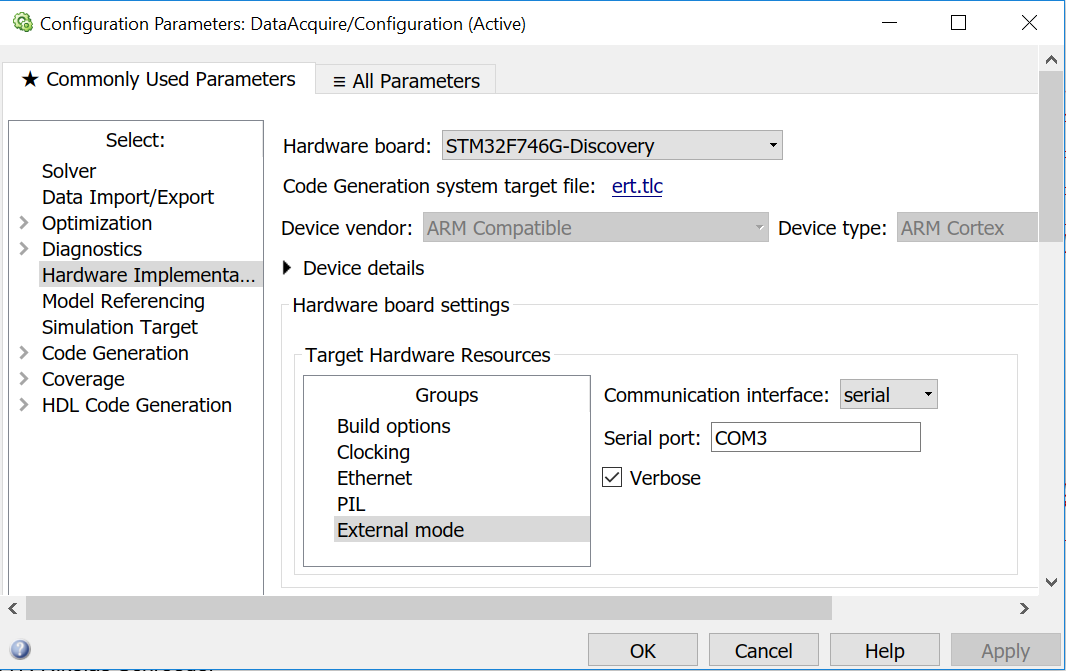 Configuration Parameters: DataAcquire/Configuration (Active)
★ Commonly Used Parameters
≡ All Parameters
Select:
Solver
Data Import/Export
Optimization
Diagnostics
Hardware Implementa...
Model Referencing
Simulation Target
Code Generation
Coverage
HDL Code Generation
Hardware board: STM32F746G-Discovery
Code Generation system target file: ert.tlc
Device vendor: ARM Compatible Device type: ARM Cortex
Device details
Hardware board settings
Target Hardware Resources
Groups
Build options
Clocking
Ethernet
PIL
External mode
Communication interface: serial
Serial port: COM3
Verbose
OK Cancel Help Apply